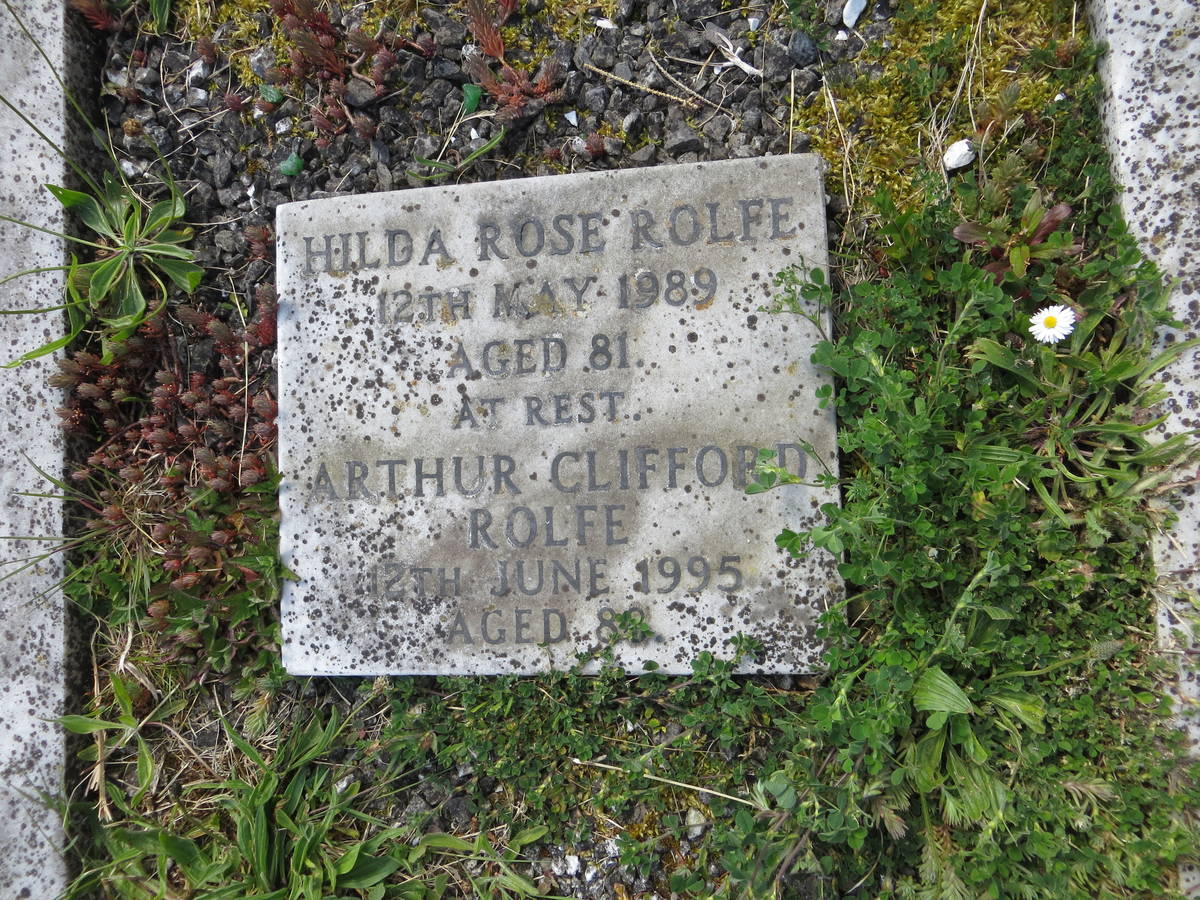 HILDA ROSE ROLFE
12TH MAY 1989
AGED 81.
AT REST.
ARTHUR CLIFFORD
ROLFE
12TH JUNE 1995
AGED